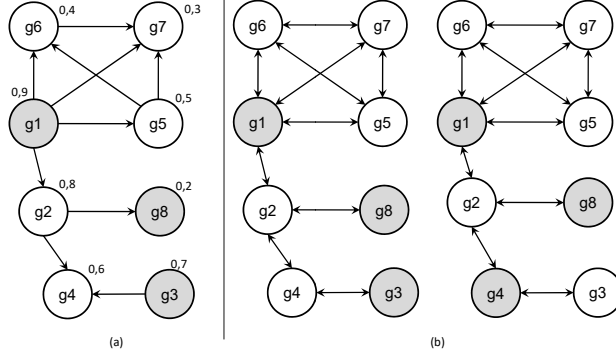 0,4 0,3
g6 g7 g6 g7 g6 g7
0,9 0,5
g1 g5 g1 g5 g1 g5
0,8 0,2
g2 g8 g2 g8 g2 g8
0,6 0,7
g4 g3 g4 g3 g4 g3
(a) (b)